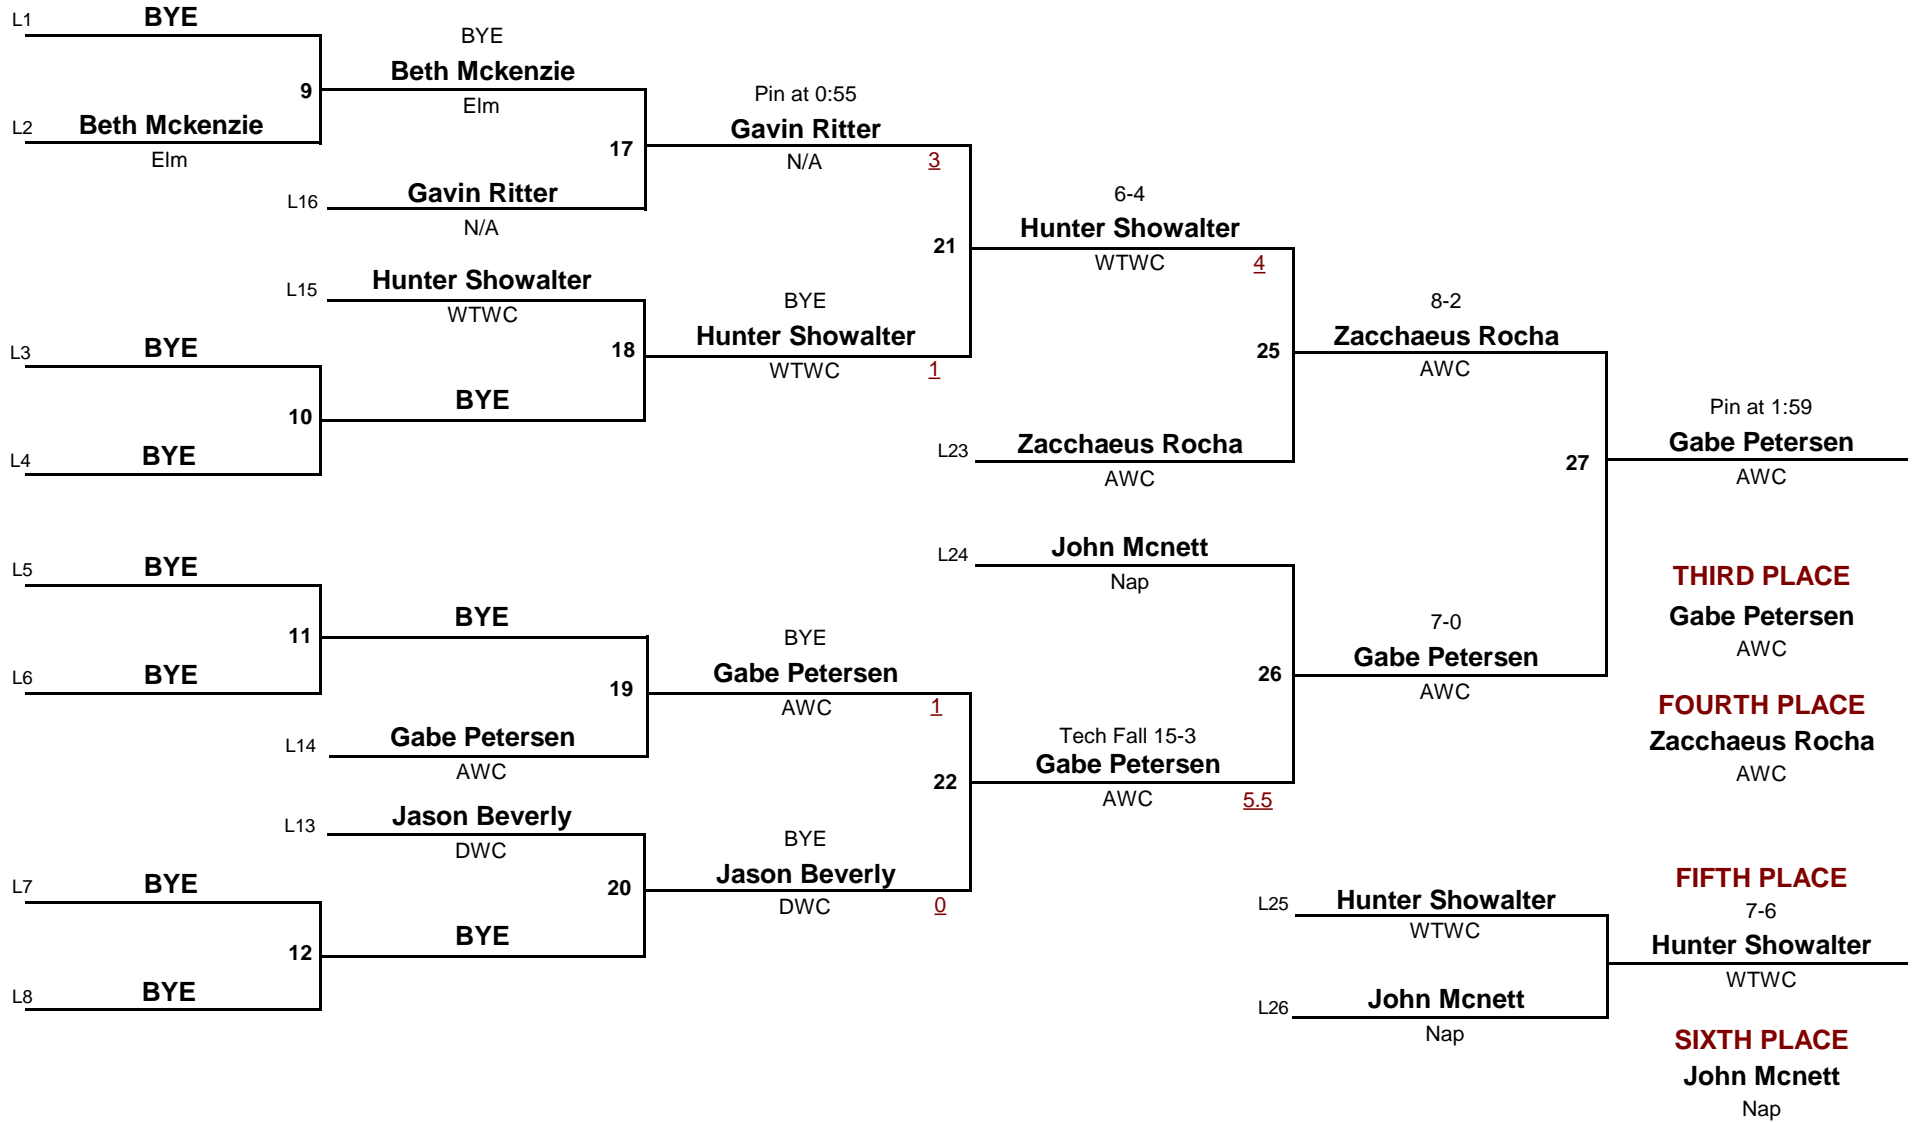 L1
BYE
9
L2
Beth Mckenzie
Elm
BYE
Beth Mckenzie
Elm
17
L16
Gavin Ritter
N/A
Pin at 0:55
Gavin Ritter
N/A
3
21
L15
Hunter Showalter
WTWC
18
L3
BYE
10
BYE
L4
BYE
BYE
Hunter Showalter
WTWC
1
6-4
Hunter Showalter
WTWC
4
25
L23
Zacchaeus Rocha
AWC
8-2
Zacchaeus Rocha
AWC
27
Pin at 1:59
Gabe Petersen
AWC
L5
BYE
11
BYE
L6
BYE
19
L14
Gabe Petersen
AWC
BYE
Gabe Petersen
AWC
1
22
L13
Jason Beverly
DWC
20
L7
BYE
12
BYE
L8
BYE
BYE
Jason Beverly
DWC
0
L24
John Mcnett
Nap
26
Tech Fall 15-3
Gabe Petersen
AWC
5.5
7-0
Gabe Petersen
AWC
THIRD PLACE
Gabe Petersen
AWC
FOURTH PLACE
Zacchaeus Rocha
AWC
L25
Hunter Showalter
WTWC
L26
John Mcnett
Nap
FIFTH PLACE
7-6
Hunter Showalter
WTWC
SIXTH PLACE
John Mcnett
Nap